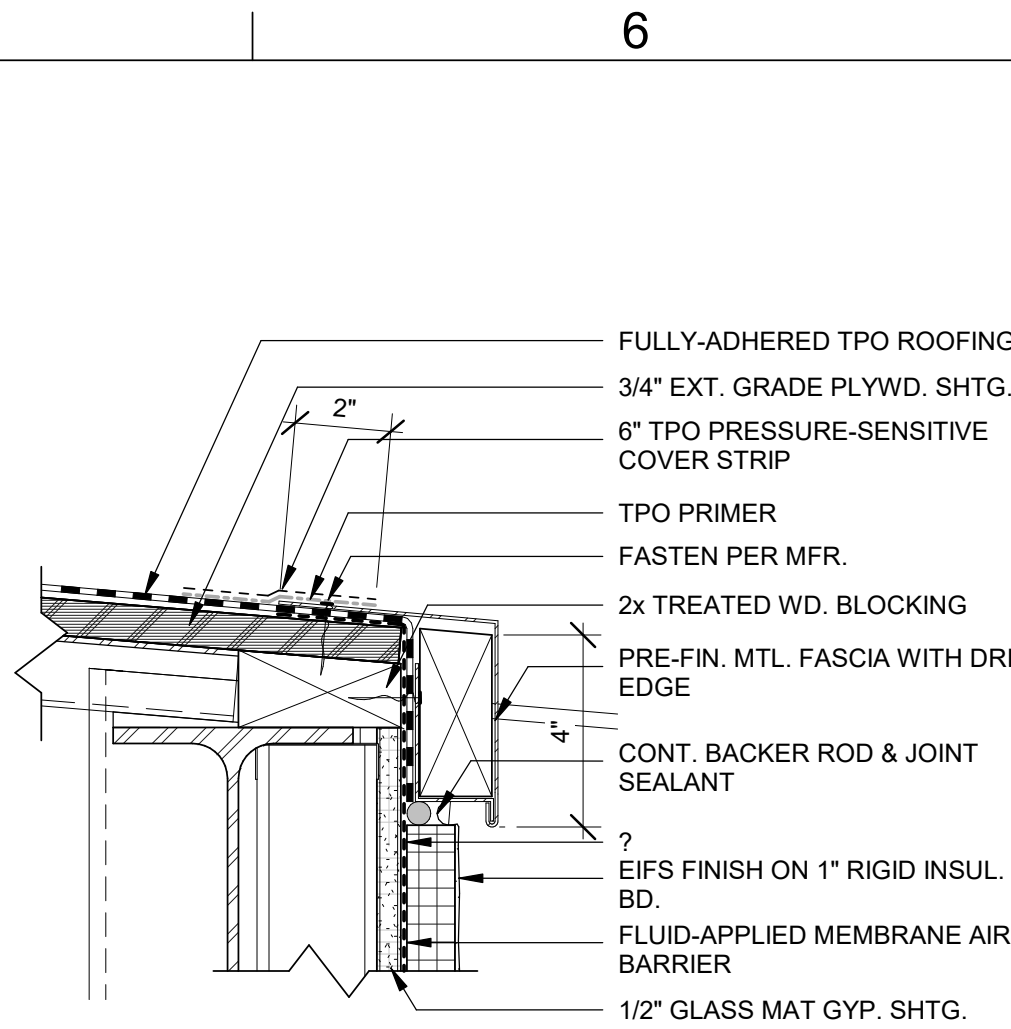 6
FULLY-ADHERED TPO ROOFING
3/4" EXT. GRADE PLYWD. SHTG.
2"
6" TPO PRESSURE-SENSITIVE
COVER STRIP
TPO PRIMER
FASTEN PER MFR.
2x TREATED WD. BLOCKING
PRE-FIN. MTL. FASCIA WITH DRI
EDGE
4"
CONT. BACKER ROD & JOINT
SEALANT
?
EIFS FINISH ON 1" RIGID INSUL.
BD.
FLUID-APPLIED MEMBRANE AIR
BARRIER
1/2" GLASS MAT GYP. SHTG.